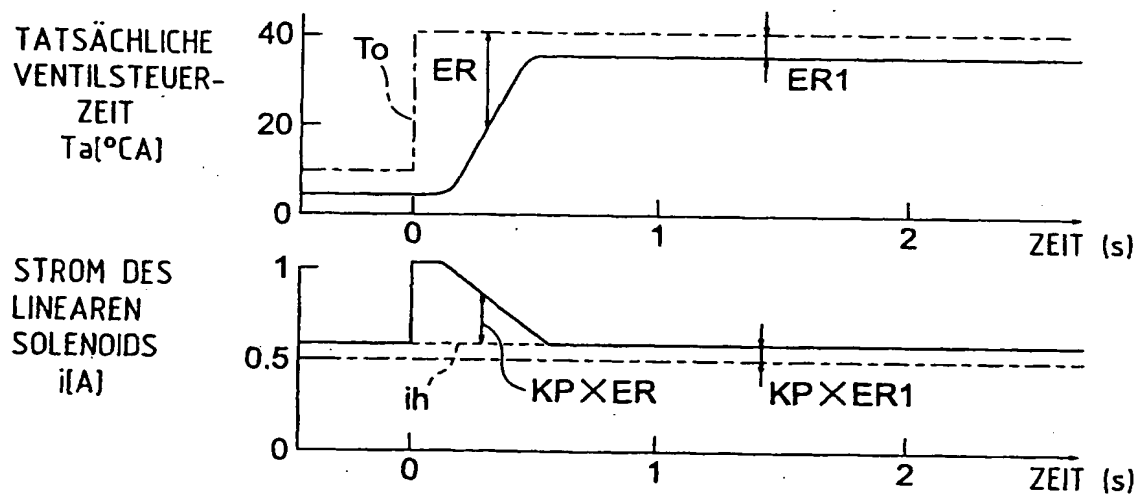 TATSÄCHLICHE
VENTILSTEUER-
ZEIT
Ta[°CA]
40
20
0
To
ER
ER1
0
1
2
ZEIT (s)
STROM DES
LINEAREN
SOLENOIDS
i[A]
1
0.5
0
ih
KP×ER
KP×ER1
0
1
2
ZEIT (s)